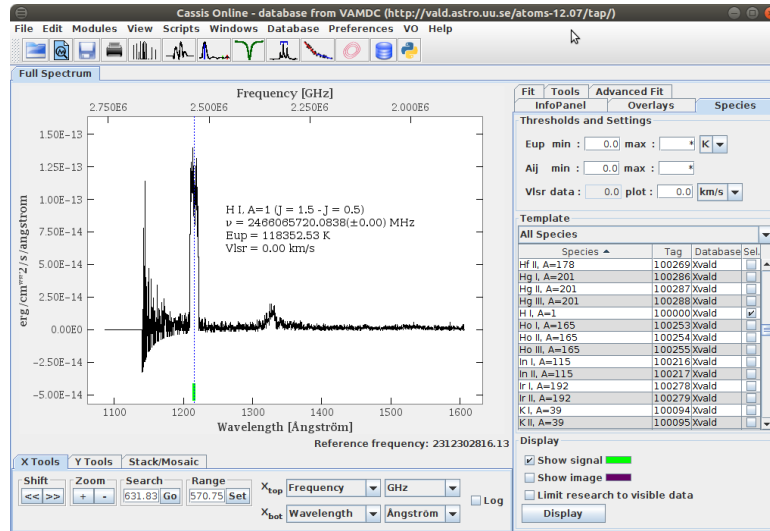 Cassis Online - database from VAMDC (http://vald.astro.uu.se/atoms-12.07/tap/)
File Edit Modules View Scripts Windows Database Preferences VO Help
Full Spectrum
Frequency [THz]
2.750E6 2.500E6 2.250E6 2.000E6
erg/cm**2/s/angstrom
1.50E-13
1.25E-13
1.00E-13
7.50E-14
5.00E-14
2.50E-14
0.00E0
-2.50E-14
-5.00E-14
H I, A=1 (J = 1.5 - J = 0.5)
ν = 2466065720.0838(±0.00) MHz
Eup = 118352.53 K
Vlsr = 0.00 km/s
1100 1200 1300 1400 1500 1600
Wavelength [Ångström]
Reference frequency: 2312302816.13
X Tools Y Tools Stack/Mosaic
Shift Zoom Search Range
<< >> + - 631.83 Go 570.75 Set
Xtop Frequency GHz
Xbot Wavelength Ångström
Log
Fit Tools Advanced Fit
InfoPanel Overlays Species
Thresholds and Settings
Eup min : 0.0 max : * K
Aij min : 0.0 max : *
Vlsr data : 0.0 plot : 0.0 km/s
Template
All Species
Species Tag Database Sel.
Hf II, A=178 100269 Xvald
Hg I, A=201 100286 Xvald
Hg II, A=201 100287 Xvald
Hg III, A=201 100288 Xvald
H I, A=1 100000 Xvald
Ho I, A=165 100253 Xvald
Ho II, A=165 100254 Xvald
Ho III, A=165 100255 Xvald
In I, A=115 100216 Xvald
In II, A=115 100217 Xvald
Ir I, A=192 100278 Xvald
Ir II, A=192 100279 Xvald
K I, A=39 100094 Xvald
K II, A=39 100095 Xvald
Display
Show signal
Show image
Limit research to visible data
Display